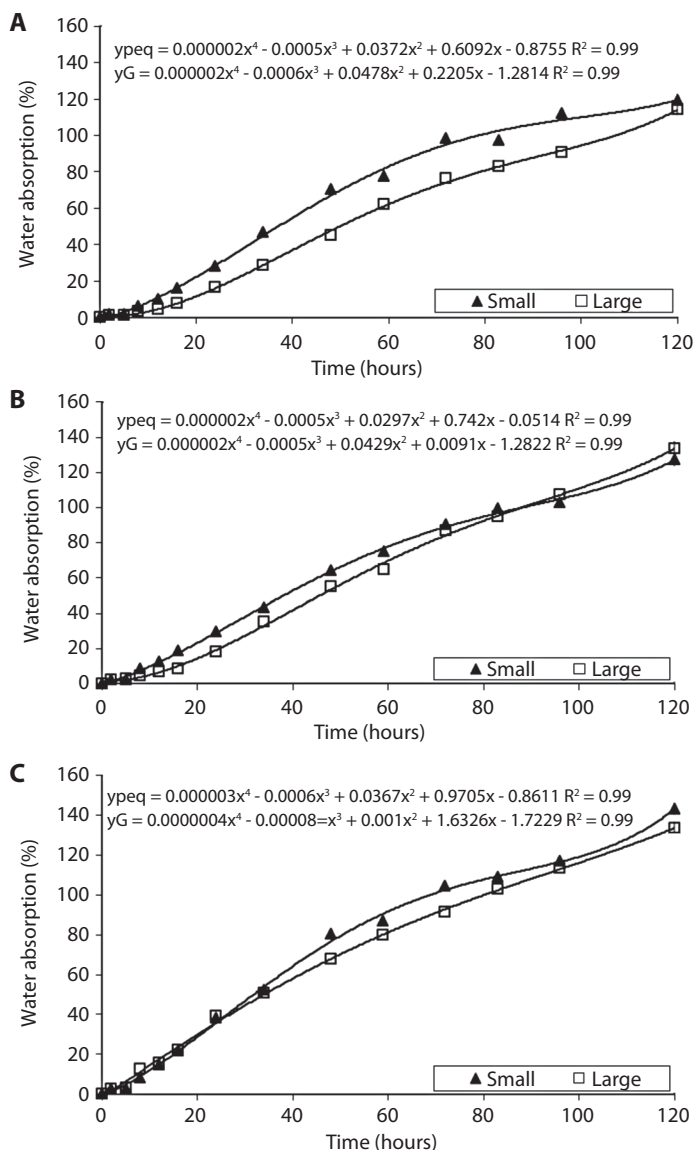 A
160
ypeq = 0.000002x⁴ - 0.0005x³ + 0.0372x² + 0.6092x - 0.8755 R² = 0.99
140
yG = 0.000002x⁴ - 0.0006x³ + 0.0478x² + 0.2205x - 1.2814 R² = 0.99
120
100
80
60
40
20
0
Water absorption (%)
▲ Small □ Large
0 20 40 60 80 100 120
Time (hours)
B
160
ypeq = 0.000002x⁴ - 0.0005x³ + 0.0297x² + 0.742x - 0.0514 R² = 0.99
140
yG = 0.000002x⁴ - 0.0005x³ + 0.0429x² + 0.0091x - 1.2822 R² = 0.99
120
100
80
60
40
20
0
Water absorption (%)
▲ Small □ Large
0 20 40 60 80 100 120
Time (hours)
C
160
ypeq = 0.000003x⁴ - 0.0006x³ + 0.0367x² + 0.9705x - 0.8611 R² = 0.99
140
yG = 0.0000004x⁴ - 0.00008=x³ + 0.001x² + 1.6326x - 1.7229 R² = 0.99
120
100
80
60
40
20
0
Water absorption (%)
▲ Small □ Large
0 20 40 60 80 100 120
Time (hours)